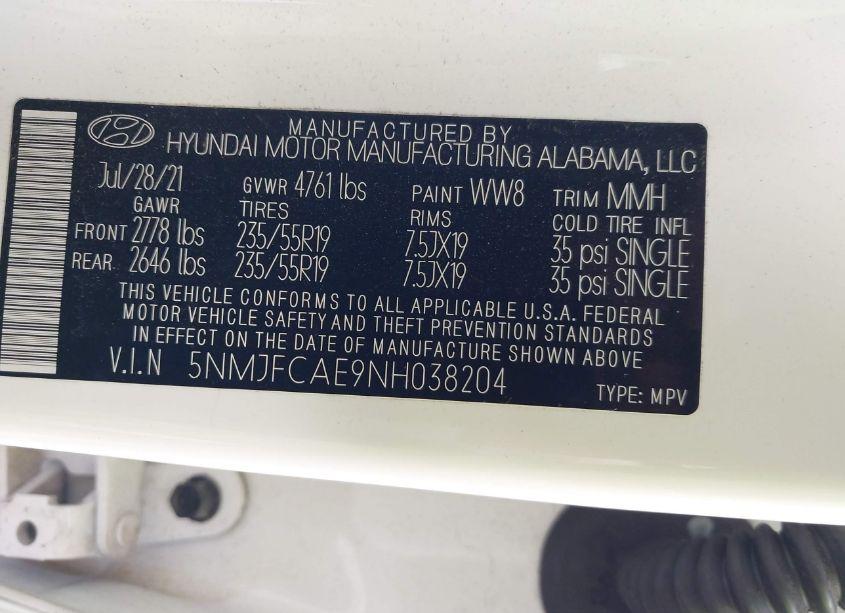 MANUFACTURED BY
HYUNDAI MOTOR MANUFACTURING ALABAMA, LLC
Jul/28/21 GVWR 4761 lbs PAINT WW8 TRIM MMH
GAWR TIRES RIMS COLD TIRE INFL
FRONT 2778 lbs 235/55R19 7.5JX19 35 psi SINGLE
REAR. 2646 lbs 235/55R19 7.5JX19 35 psi SINGLE
THIS VEHICLE CONFORMS TO ALL APPLICABLE U.S.A. FEDERAL
MOTOR VEHICLE SAFETY AND THEFT PREVENTION STANDARDS
IN EFFECT ON THE DATE OF MANUFACTURE SHOWN ABOVE.
V.I.N 5NMJFCAE9NH038204
TYPE: MPV